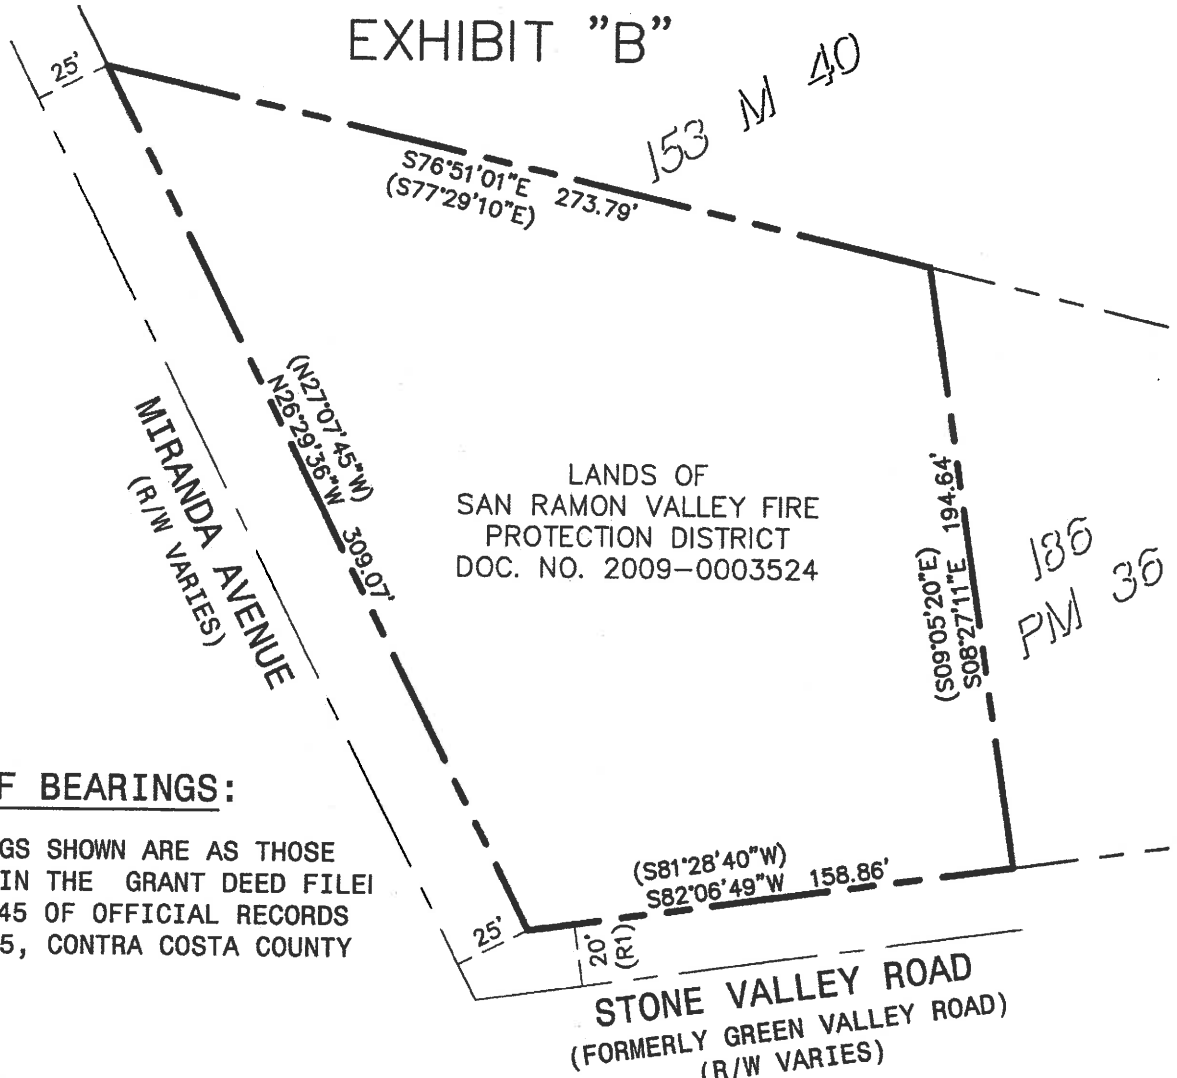 EXHIBIT "B"
25'
153 M 40
S76°51'01"E 273.79'
(S77°29'10"E)
(N27°07'45"W)
N26°29'36"W 309.07'
MIRANDA AVENUE
(R/W VARIES)
LANDS OF
SAN RAMON VALLEY FIRE
PROTECTION DISTRICT
DOC. NO. 2009-0003524
(S09°05'20"E)
S08°27'11"E 194.64'
186
PM 36
F BEARINGS:
GS SHOWN ARE AS THOSE
IN THE GRANT DEED FILE
45 OF OFFICIAL RECORDS
5, CONTRA COSTA COUNTY
(S81°28'40"W)
S82°06'49"W 158.86'
25'
20'
(R1)
STONE VALLEY ROAD
(FORMERLY GREEN VALLEY ROAD)
(R/W VARIES)